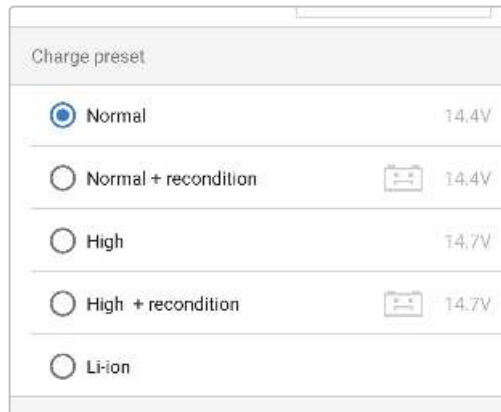 Charge preset
Normal 14.4V
Normal + recondition 14.4V
High 14.7V
High + recondition 14.7V
Li-ion